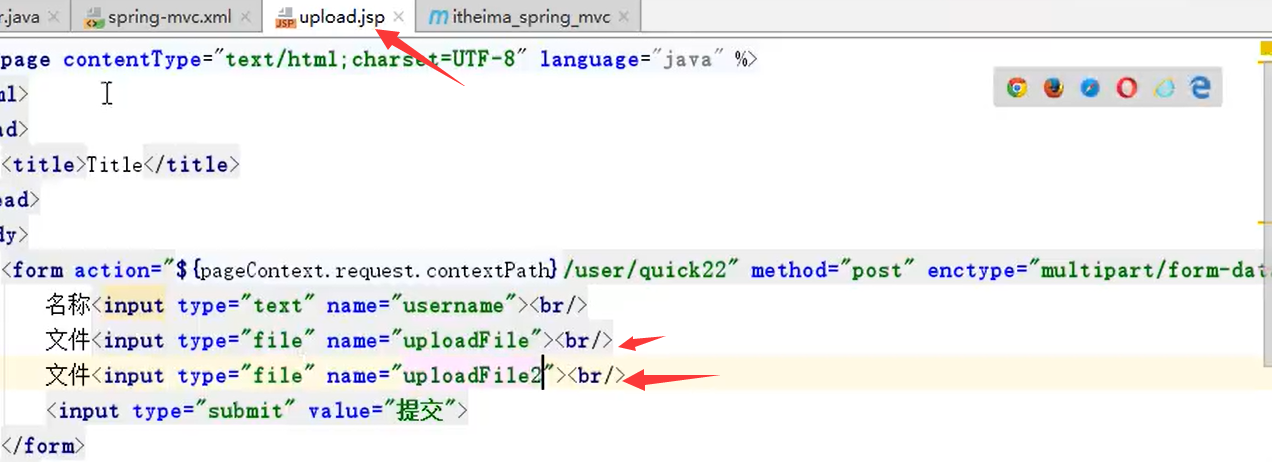 r.java spring-mvc.xml upload.jsp itheima_spring_mvc
page contentType="text/html;charset=UTF-8" language="java" %>
ml>
ad>
<title>Title</title>
ead>
dy>
<form action="${pageContext.request.contextPath}/user/quick22" method="post" enctype="multipart/form-dat
名称<input type="text" name="username"><br/>
文件<input type="file" name="uploadFile"><br/>
文件<input type="file" name="uploadFile2"><br/>
<input type="submit" value="提交">
</form>